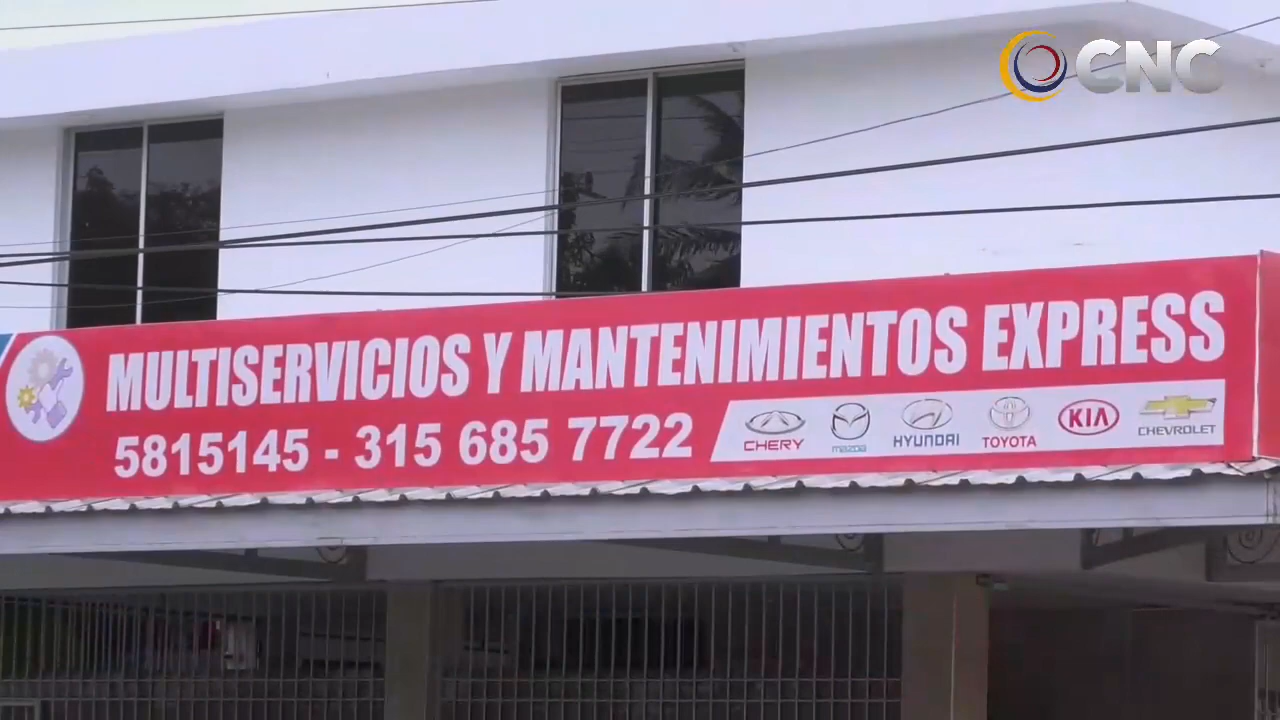 CNC
MULTISERVICIOS Y MANTENIMIENTOS EXPRESS
5815145 - 315 685 7722
CHERY
mazda
HYUNDAI
TOYOTA
KIA
CHEVROLET